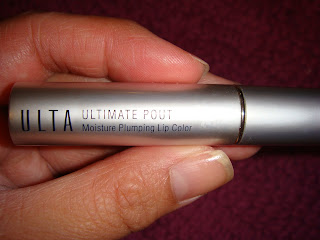 ULTA
ULTIMATE POUT
Moisture Plumping Lip Color